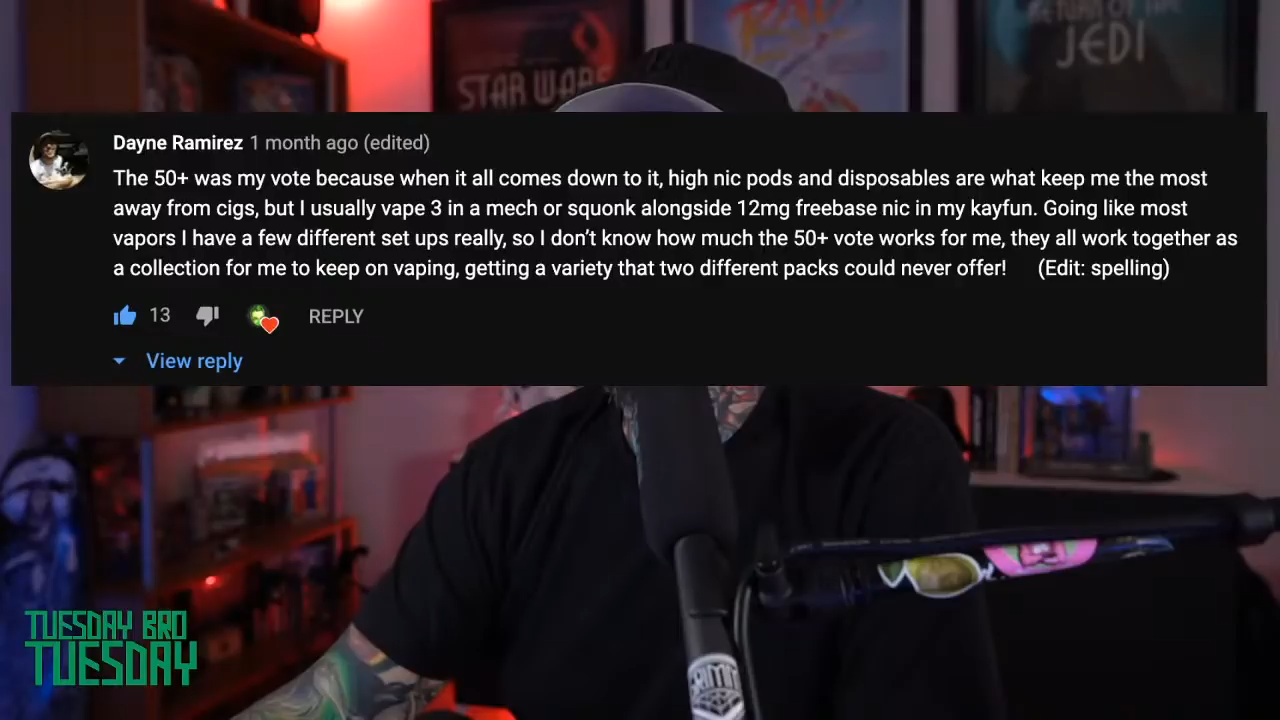 STAR WARS
RAD
RETURN OF THE
JEDI
Dayne Ramirez 1 month ago (edited)
The 50+ was my vote because when it all comes down to it, high nic pods and disposables are what keep me the most
away from cigs, but I usually vape 3 in a mech or squonk alongside 12mg freebase nic in my kayfun. Going like most
vapors I have a few different set ups really, so I don’t know how much the 50+ vote works for me, they all work together as
a collection for me to keep on vaping, getting a variety that two different packs could never offer! (Edit: spelling)
13 REPLY
View reply
TUESDAY BRO
TUESDAY
GRIMM